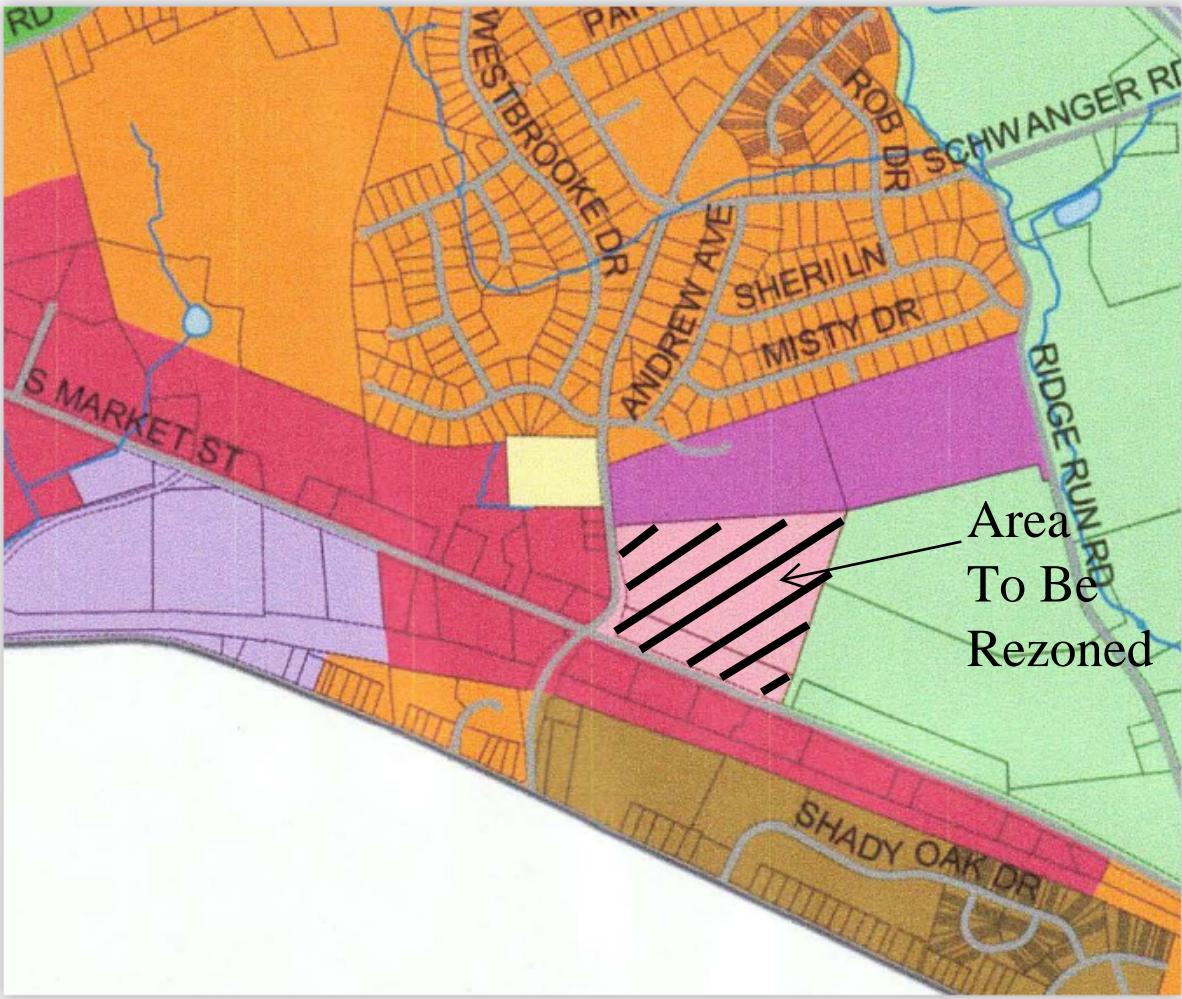 RD
WESTBROOKE DR
ROB DR
SCHWANGER RD
ANDREW AVE
SHERI LN
MISTY DR
S MARKET ST
RIDGE RUN RD
Area
To Be
Rezoned
SHADY OAK DR